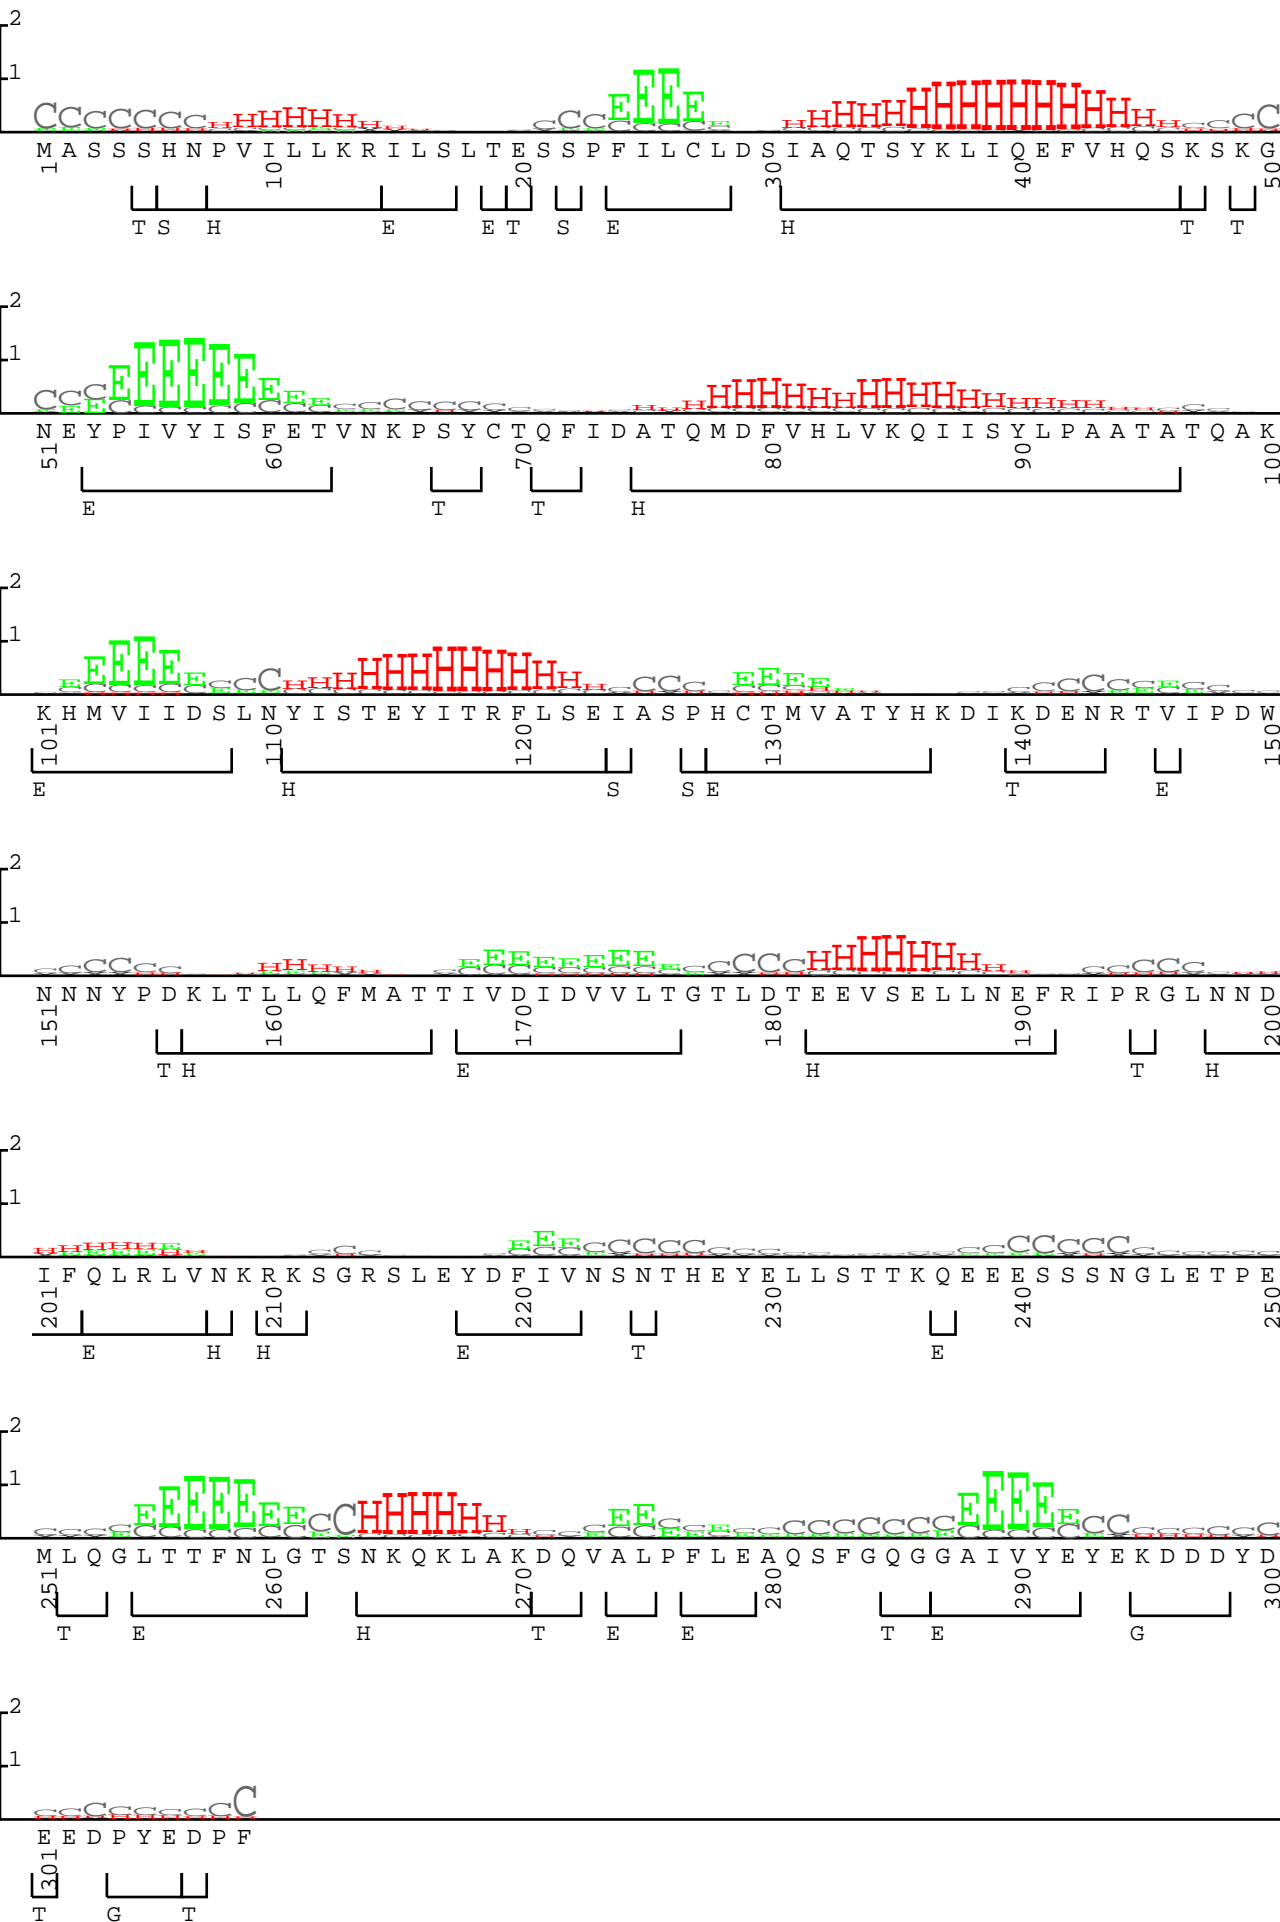 2
1
M A S S S H N P V I L L K R I L S L T E S S P F I L C L D S I A Q T S Y K L I Q E F V H Q S K S K G
1 10 20 30 40 50
T S H E E T S E H T T
2
1
N E Y P I V Y I S F E T V N K P S Y C T Q F I D A T Q M D F V H L V K Q I I S Y L P A A T A T Q A K
51 60 70 80 90 100
E T T H
2
1
K H M V I I D S L N Y I S T E Y I T R F L S E I A S P H C T M V A T Y H K D I K D E N R T V I P D W
101 110 120 130 140 150
E H S S E T E
2
1
N N N Y P D K L T L L Q F M A T T I V D I D V V L T G T L D T E E V S E L L N E F R I P R G L N N D
151 160 170 180 190 200
T H E H T H
2
1
I F Q L R L V N K R K S G R S L E Y D F I V N S N T H E Y E L L S T T K Q E E E S S S N G L E T P E
201 210 220 230 240 250
E H H E T E
2
1
M L Q G L T T F N L G T S N K Q K L A K D Q V A L P F L E A Q S F G Q G G A I V Y E Y E K D D D Y D
251 260 270 280 290 300
T E H T E E T E G
2
1
E E D P Y E D P F
301
T G T